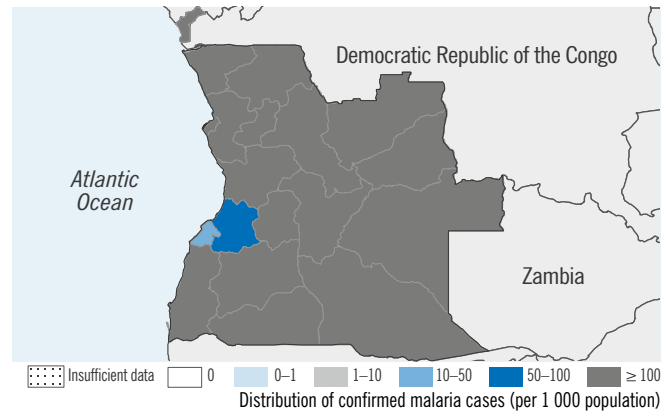 Democratic Republic of the Congo
Atlantic
Ocean
Zambia
Insufficient data 0 0–1 1–10 10–50 50–100 ≥ 100
Distribution of confirmed malaria cases (per 1 000 population)